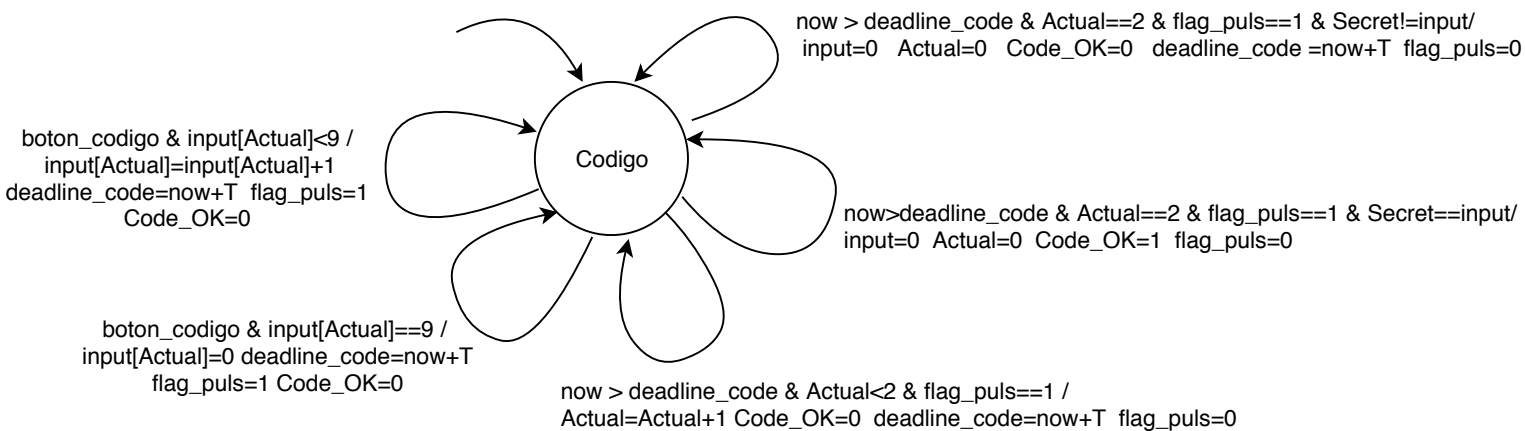 now > deadline_code & Actual==2 & flag_puls==1 & Secret!=input/
input=0 Actual=0 Code_OK=0 deadline_code =now+T flag_puls=0
boton_codigo & input[Actual]<9 /
input[Actual]=input[Actual]+1
deadline_code=now+T flag_puls=1
Code_OK=0
Codigo
now>deadline_code & Actual==2 & flag_puls==1 & Secret==input/
input=0 Actual=0 Code_OK=1 flag_puls=0
boton_codigo & input[Actual]==9 /
input[Actual]=0 deadline_code=now+T
flag_puls=1 Code_OK=0
now > deadline_code & Actual<2 & flag_puls==1 /
Actual=Actual+1 Code_OK=0 deadline_code=now+T flag_puls=0